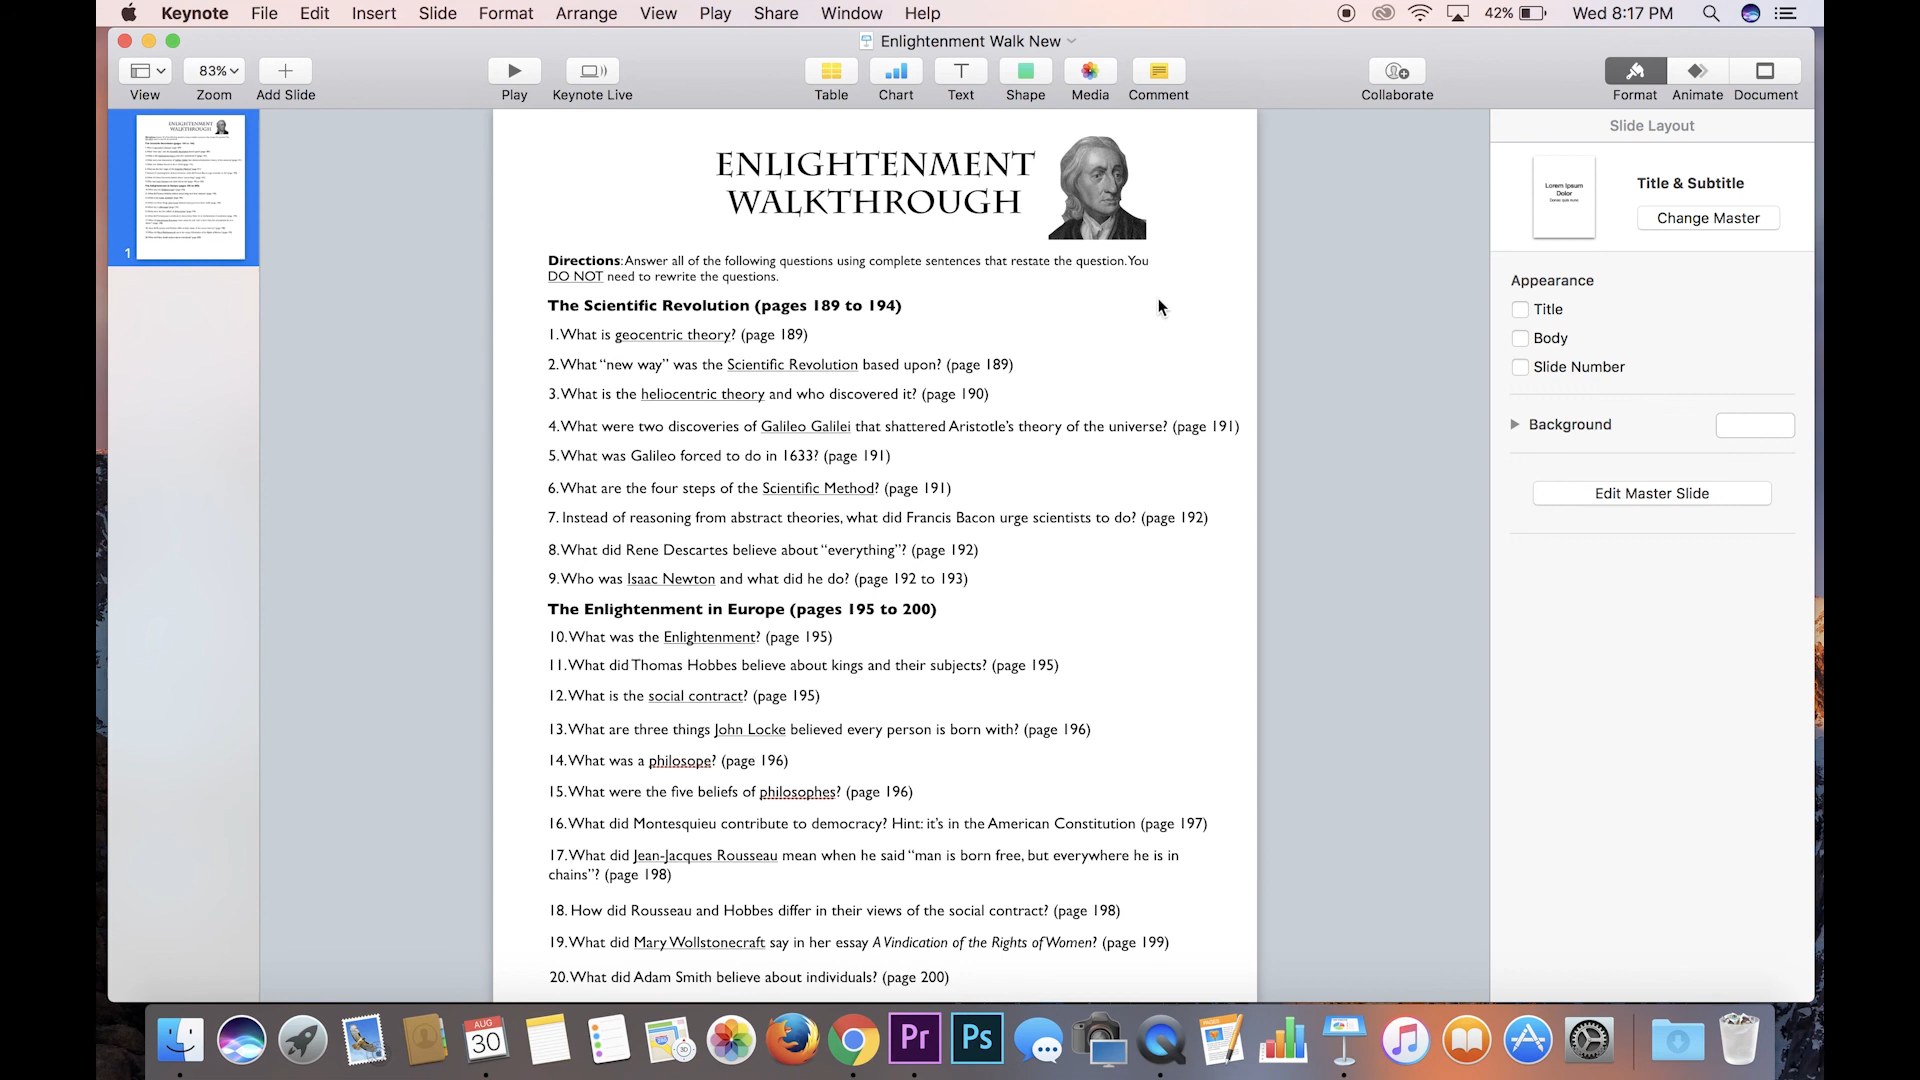 Keynote File Edit Insert Slide Format Arrange View Play Share Window Help 42% Wed 8:17 PM
Enlightenment Walk New
83%
View Zoom Add Slide Play Keynote Live Table Chart Text Shape Media Comment Collaborate Format Animate Document
1
ENLIGHTENMENT
WALKTHROUGH
Directions: Answer all of the following questions using complete sentences that restate the question. You
DO NOT need to rewrite the questions.
The Scientific Revolution (pages 189 to 194)
1. What is geocentric theory? (page 189)
2. What “new way” was the Scientific Revolution based upon? (page 189)
3. What is the heliocentric theory and who discovered it? (page 190)
4. What were two discoveries of Galileo Galilei that shattered Aristotle’s theory of the universe? (page 191)
5. What was Galileo forced to do in 1633? (page 191)
6. What are the four steps of the Scientific Method? (page 191)
7. Instead of reasoning from abstract theories, what did Francis Bacon urge scientists to do? (page 192)
8. What did Rene Descartes believe about “everything”? (page 192)
9. Who was Isaac Newton and what did he do? (page 192 to 193)
The Enlightenment in Europe (pages 195 to 200)
10. What was the Enlightenment? (page 195)
11. What did Thomas Hobbes believe about kings and their subjects? (page 195)
12. What is the social contract? (page 195)
13. What are three things John Locke believed every person is born with? (page 196)
14. What was a philosope? (page 196)
15. What were the five beliefs of philosophes? (page 196)
16. What did Montesquieu contribute to democracy? Hint: it’s in the American Constitution (page 197)
17. What did Jean-Jacques Rousseau mean when he said “man is born free, but everywhere he is in
chains”? (page 198)
18. How did Rousseau and Hobbes differ in their views of the social contract? (page 198)
19. What did Mary Wollstonecraft say in her essay A Vindication of the Rights of Women? (page 199)
20. What did Adam Smith believe about individuals? (page 200)
Slide Layout
Lorem Ipsum
Dolor
Title & Subtitle
Change Master
Appearance
Title
Body
Slide Number
Background
Edit Master Slide
AUG
30
Pr
Ps
PAGES